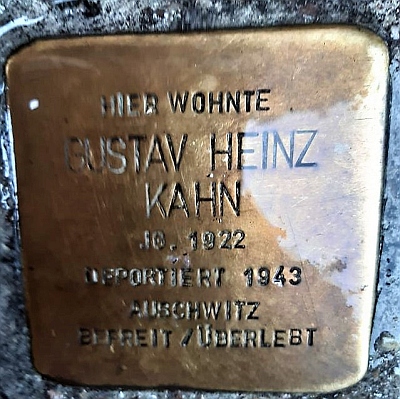 HIER WOHNTE
GUSTAV HEINZ
KAHN
JG. 1922
DEPORTIERT 1943
AUSCHWITZ
BEFREIT/ÜBERLEBT